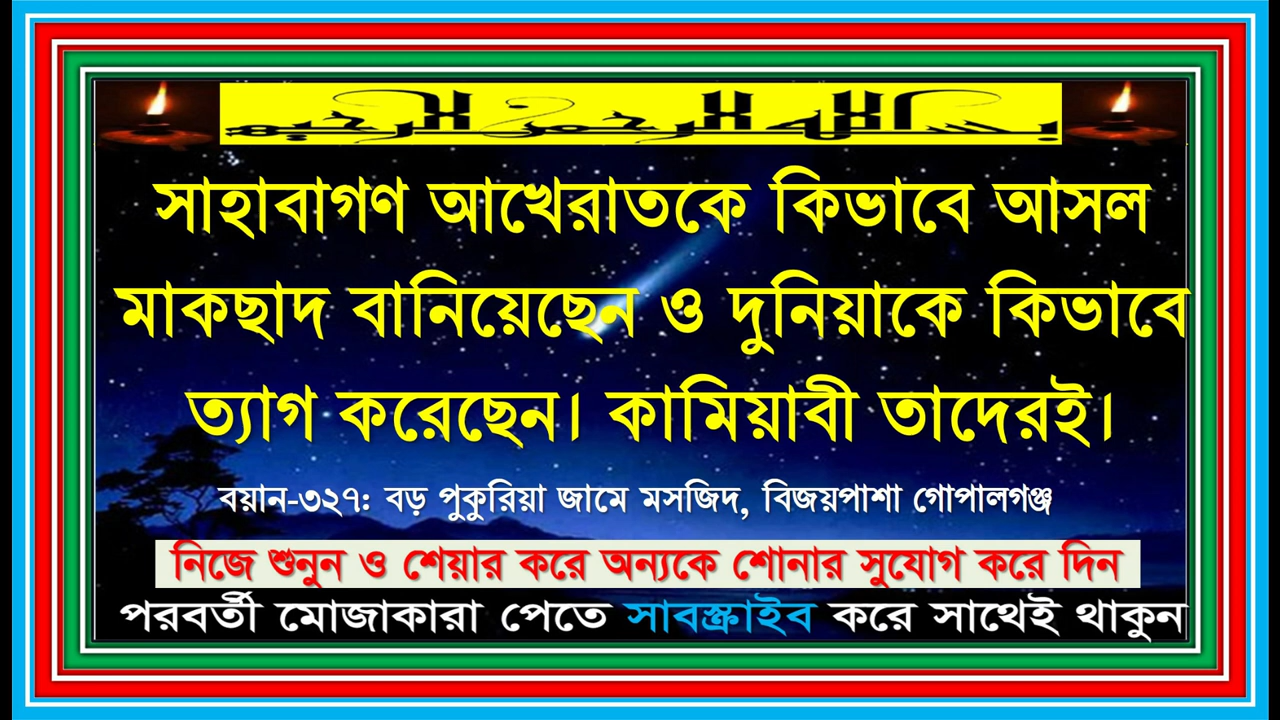 بسم الله الرحمن الرحيم
সাহাবাগণ আখেরাতকে কিভাবে আসল
মাকছাদ বানিয়েছেন ও দুনিয়াকে কিভাবে
ত্যাগ করেছেন। কামিয়াবী তাদেরই।
বয়ান-৩২৭: বড় পুকুরিয়া জামে মসজিদ, বিজয়পাশা গোপালগঞ্জ
নিজে শুনুন ও শেয়ার করে অন্যকে শোনার সুযোগ করে দিন
পরবর্তী মোজাকারা পেতে সাবস্ক্রাইব করে সাথেই থাকুন